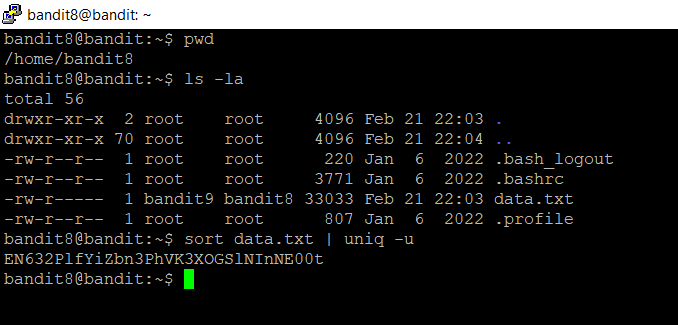 bandit8@bandit: ~
bandit8@bandit:~$ pwd
/home/bandit8
bandit8@bandit:~$ ls -la
total 56
drwxr-xr-x  2 root    root     4096 Feb 21 22:03 .
drwxr-xr-x 70 root    root     4096 Feb 21 22:04 ..
-rw-r--r--  1 root    root      220 Jan  6  2022 .bash_logout
-rw-r--r--  1 root    root     3771 Jan  6  2022 .bashrc
-rw-r-----  1 bandit9 bandit8 33033 Feb 21 22:03 data.txt
-rw-r--r--  1 root    root      807 Jan  6  2022 .profile
bandit8@bandit:~$ sort data.txt | uniq -u
EN632PlfYiZbn3PhVK3XOGSlNInNE00t
bandit8@bandit:~$